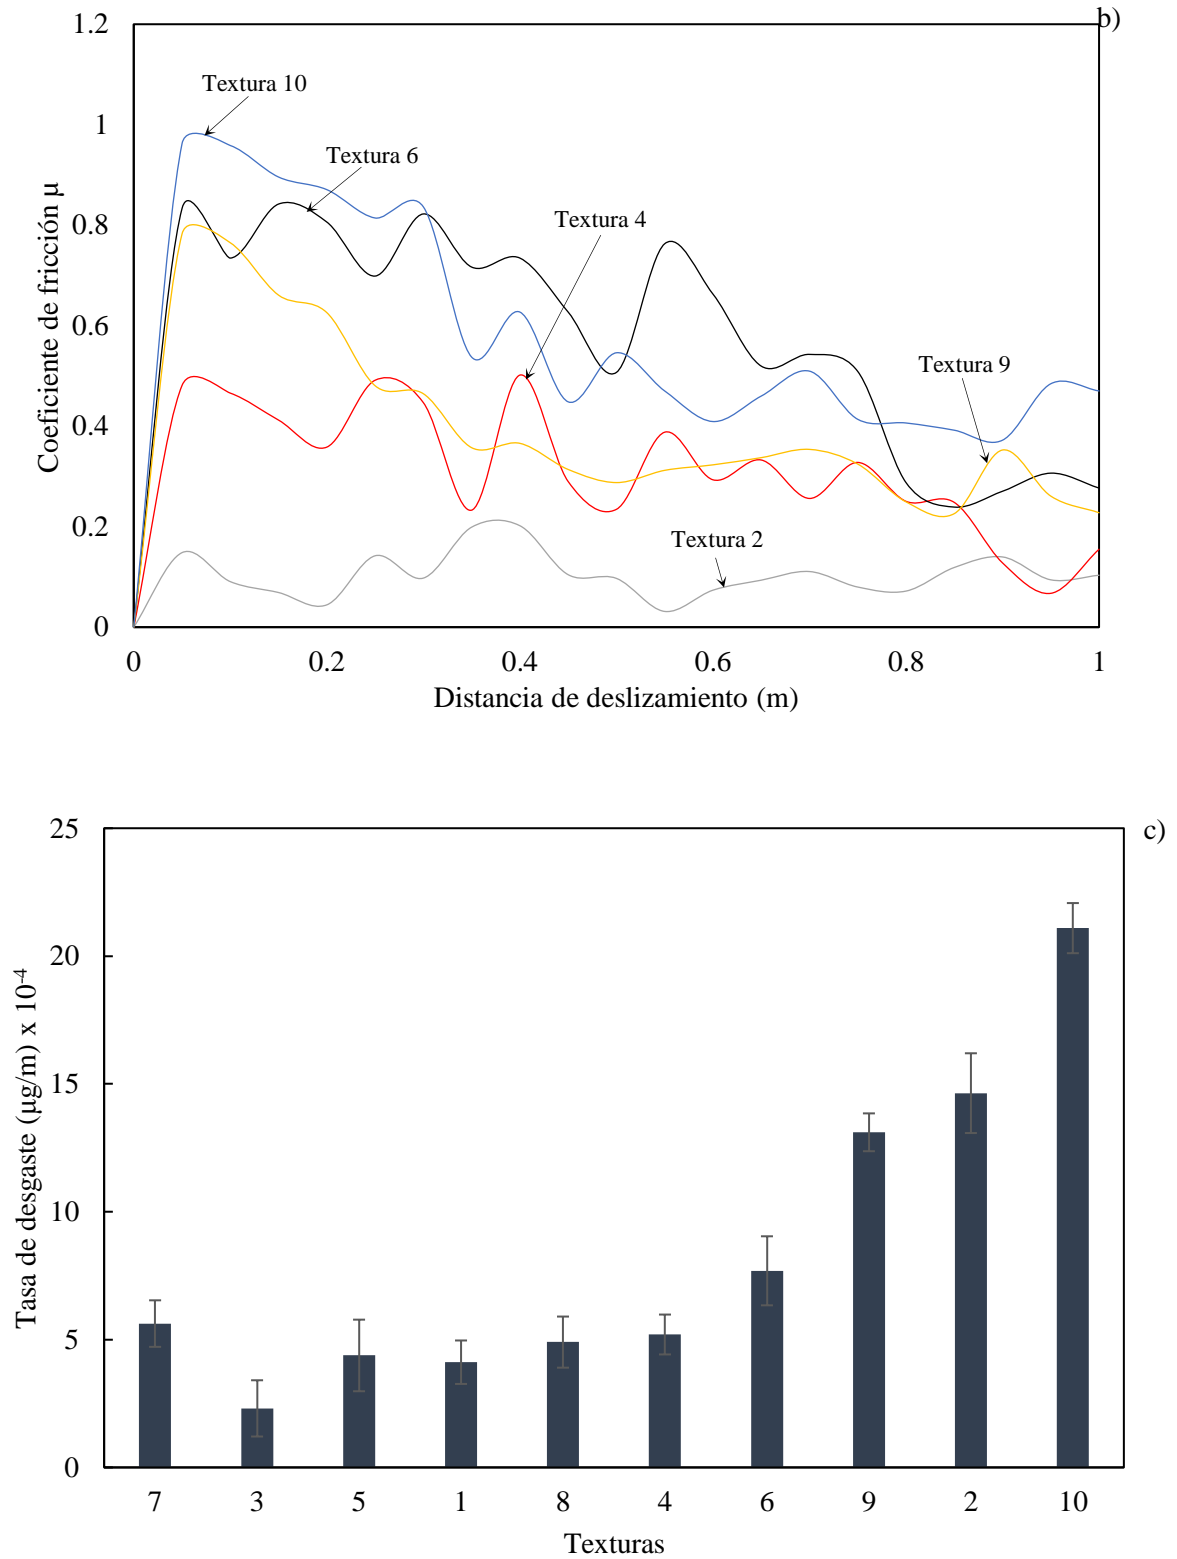 b)
1.2
1
0.8
0.6
0.4
0.2
0
Coeficiente de fricción μ
Textura 10
Textura 6
Textura 4
Textura 9
Textura 2
0 0.2 0.4 0.6 0.8 1
Distancia de deslizamiento (m)
c)
25
20
15
10
5
0
Tasa de desgaste (μg/m) x 10⁻⁴
7 3 5 1 8 4 6 9 2 10
Texturas